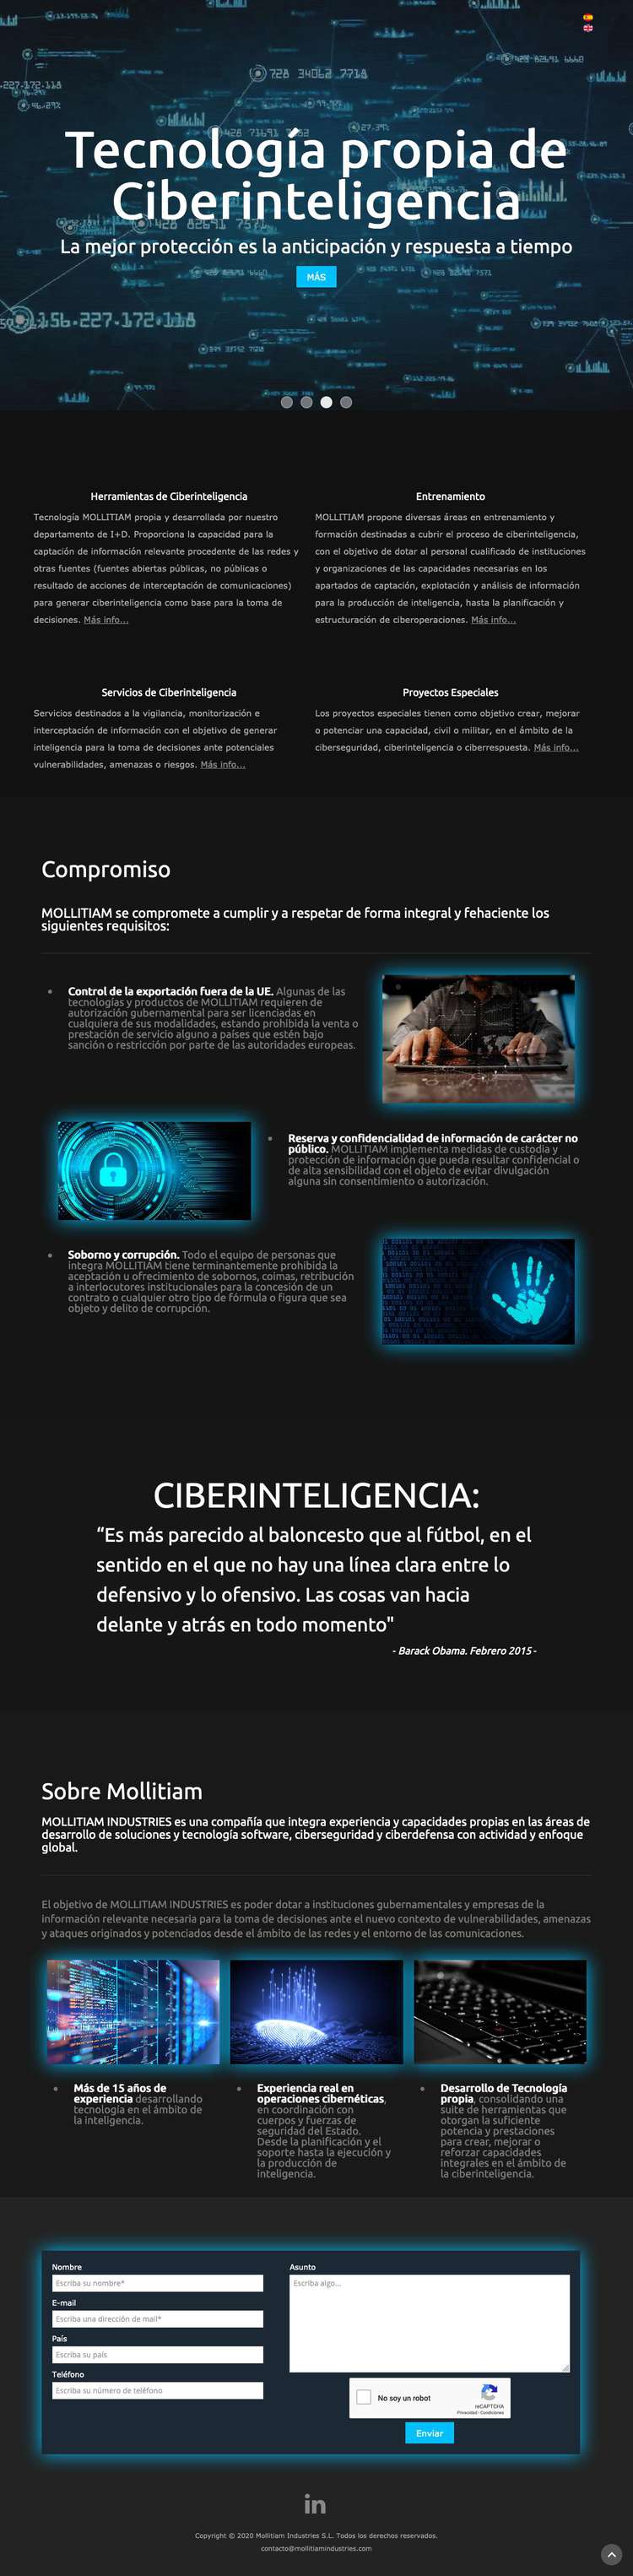 728 34062 7718
Tecnología propia de
Ciberinteligencia
La mejor protección es la anticipación y respuesta a tiempo
MÁS
156-227-172-118
Herramientas de Ciberinteligencia
Tecnología MOLLITIAM propia y desarrollada por nuestro
departamento de I+D. Proporciona la capacidad para la
captación de información relevante procedente de las redes y
otras fuentes (fuentes abiertas públicas, no públicas o
resultado de acciones de interceptación de comunicaciones)
para generar ciberinteligencia como base para la toma de
decisiones. Más info...
Entrenamiento
MOLLITIAM propone diversas áreas en entrenamiento y
formación destinadas a cubrir el proceso de ciberinteligencia,
con el objetivo de dotar al personal cualificado de instituciones
y organizaciones de las capacidades necesarias en los
apartados de captación, explotación y análisis de información
para la producción de inteligencia, hasta la planificación y
estructuración de ciberoperaciones. Más info...
Servicios de Ciberinteligencia
Servicios destinados a la vigilancia, monitorización e
interceptación de información con el objetivo de generar
inteligencia para la toma de decisiones ante potenciales
vulnerabilidades, amenazas o riesgos. Más info...
Proyectos Especiales
Los proyectos especiales tienen como objetivo crear, mejorar
o potenciar una capacidad, civil o militar, en el ámbito de la
ciberseguridad, ciberinteligencia o ciberrespuesta. Más info...
Compromiso
MOLLITIAM se compromete a cumplir y a respetar de forma integral y fehaciente los
siguientes requisitos:
Control de la exportación fuera de la UE. Algunas de las
tecnologías y productos de MOLLITIAM requieren de
autorización gubernamental para ser licenciadas en
cualquiera de sus modalidades, estando prohibida la venta o
prestación de servicio alguno a países que estén bajo
sanción o restricción por parte de las autoridades europeas.
Reserva y confidencialidad de información de carácter no
público. MOLLITIAM implementa medidas de custodia y
protección de información que pueda resultar confidencial o
de alta sensibilidad con el objeto de evitar divulgación
alguna sin consentimiento o autorización.
Soborno y corrupción. Todo el equipo de personas que
integra MOLLITIAM tiene terminantemente prohibida la
aceptación u ofrecimiento de sobornos, coimas, retribución
a interlocutores institucionales para la concesión de un
contrato o cualquier otro tipo de fórmula o figura que sea
objeto y delito de corrupción.
CIBERINTELIGENCIA:
“Es más parecido al baloncesto que al fútbol, en el
sentido en el que no hay una línea clara entre lo
defensivo y lo ofensivo. Las cosas van hacia
delante y atrás en todo momento"
- Barack Obama. Febrero 2015-
Sobre Mollitiam
MOLLITIAM INDUSTRIES es una compañía que integra experiencia y capacidades propias en las áreas de
desarrollo de soluciones y tecnología software, ciberseguridad y ciberdefensa con actividad y enfoque
global.
El objetivo de MOLLITIAM INDUSTRIES es poder dotar a instituciones gubernamentales y empresas de la
información relevante necesaria para la toma de decisiones ante el nuevo contexto de vulnerabilidades, amenazas
y ataques originados y potenciados desde el ámbito de las redes y el entorno de las comunicaciones.
Más de 15 años de
experiencia desarrollando
tecnología en el ámbito de
la inteligencia.
Experiencia real en
operaciones cibernéticas,
en coordinación con
cuerpos y fuerzas de
seguridad del Estado.
Desde la planificación y el
soporte hasta la ejecución y
la producción de
inteligencia.
Desarrollo de Tecnología
propia, consolidando una
suite de herramientas que
otorgan la suficiente
potencia y prestaciones
para crear, mejorar o
reforzar capacidades
integrales en el ámbito de
la ciberinteligencia.
Nombre
Escriba su nombre*
E-mail
Escriba una dirección de mail*
País
Escriba su país
Teléfono
Escriba su número de teléfono
Asunto
Escriba algo...
No soy un robot
reCAPTCHA
Privacidad - Condiciones
Enviar
in
Copyright © 2020 Mollitiam Industries S.L. Todos los derechos reservados.
contacto@mollitiamindustries.com